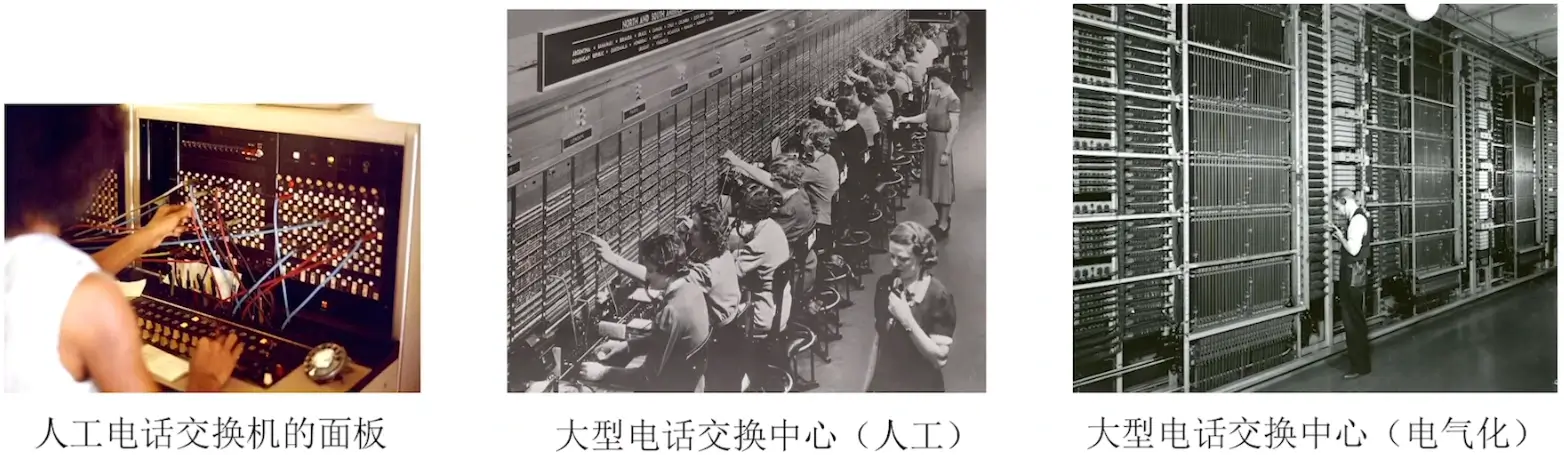 NORTH AND SOUTH AMERICA
人工电话交换机的面板
大型电话交换中心（人工）
大型电话交换中心（电气化）